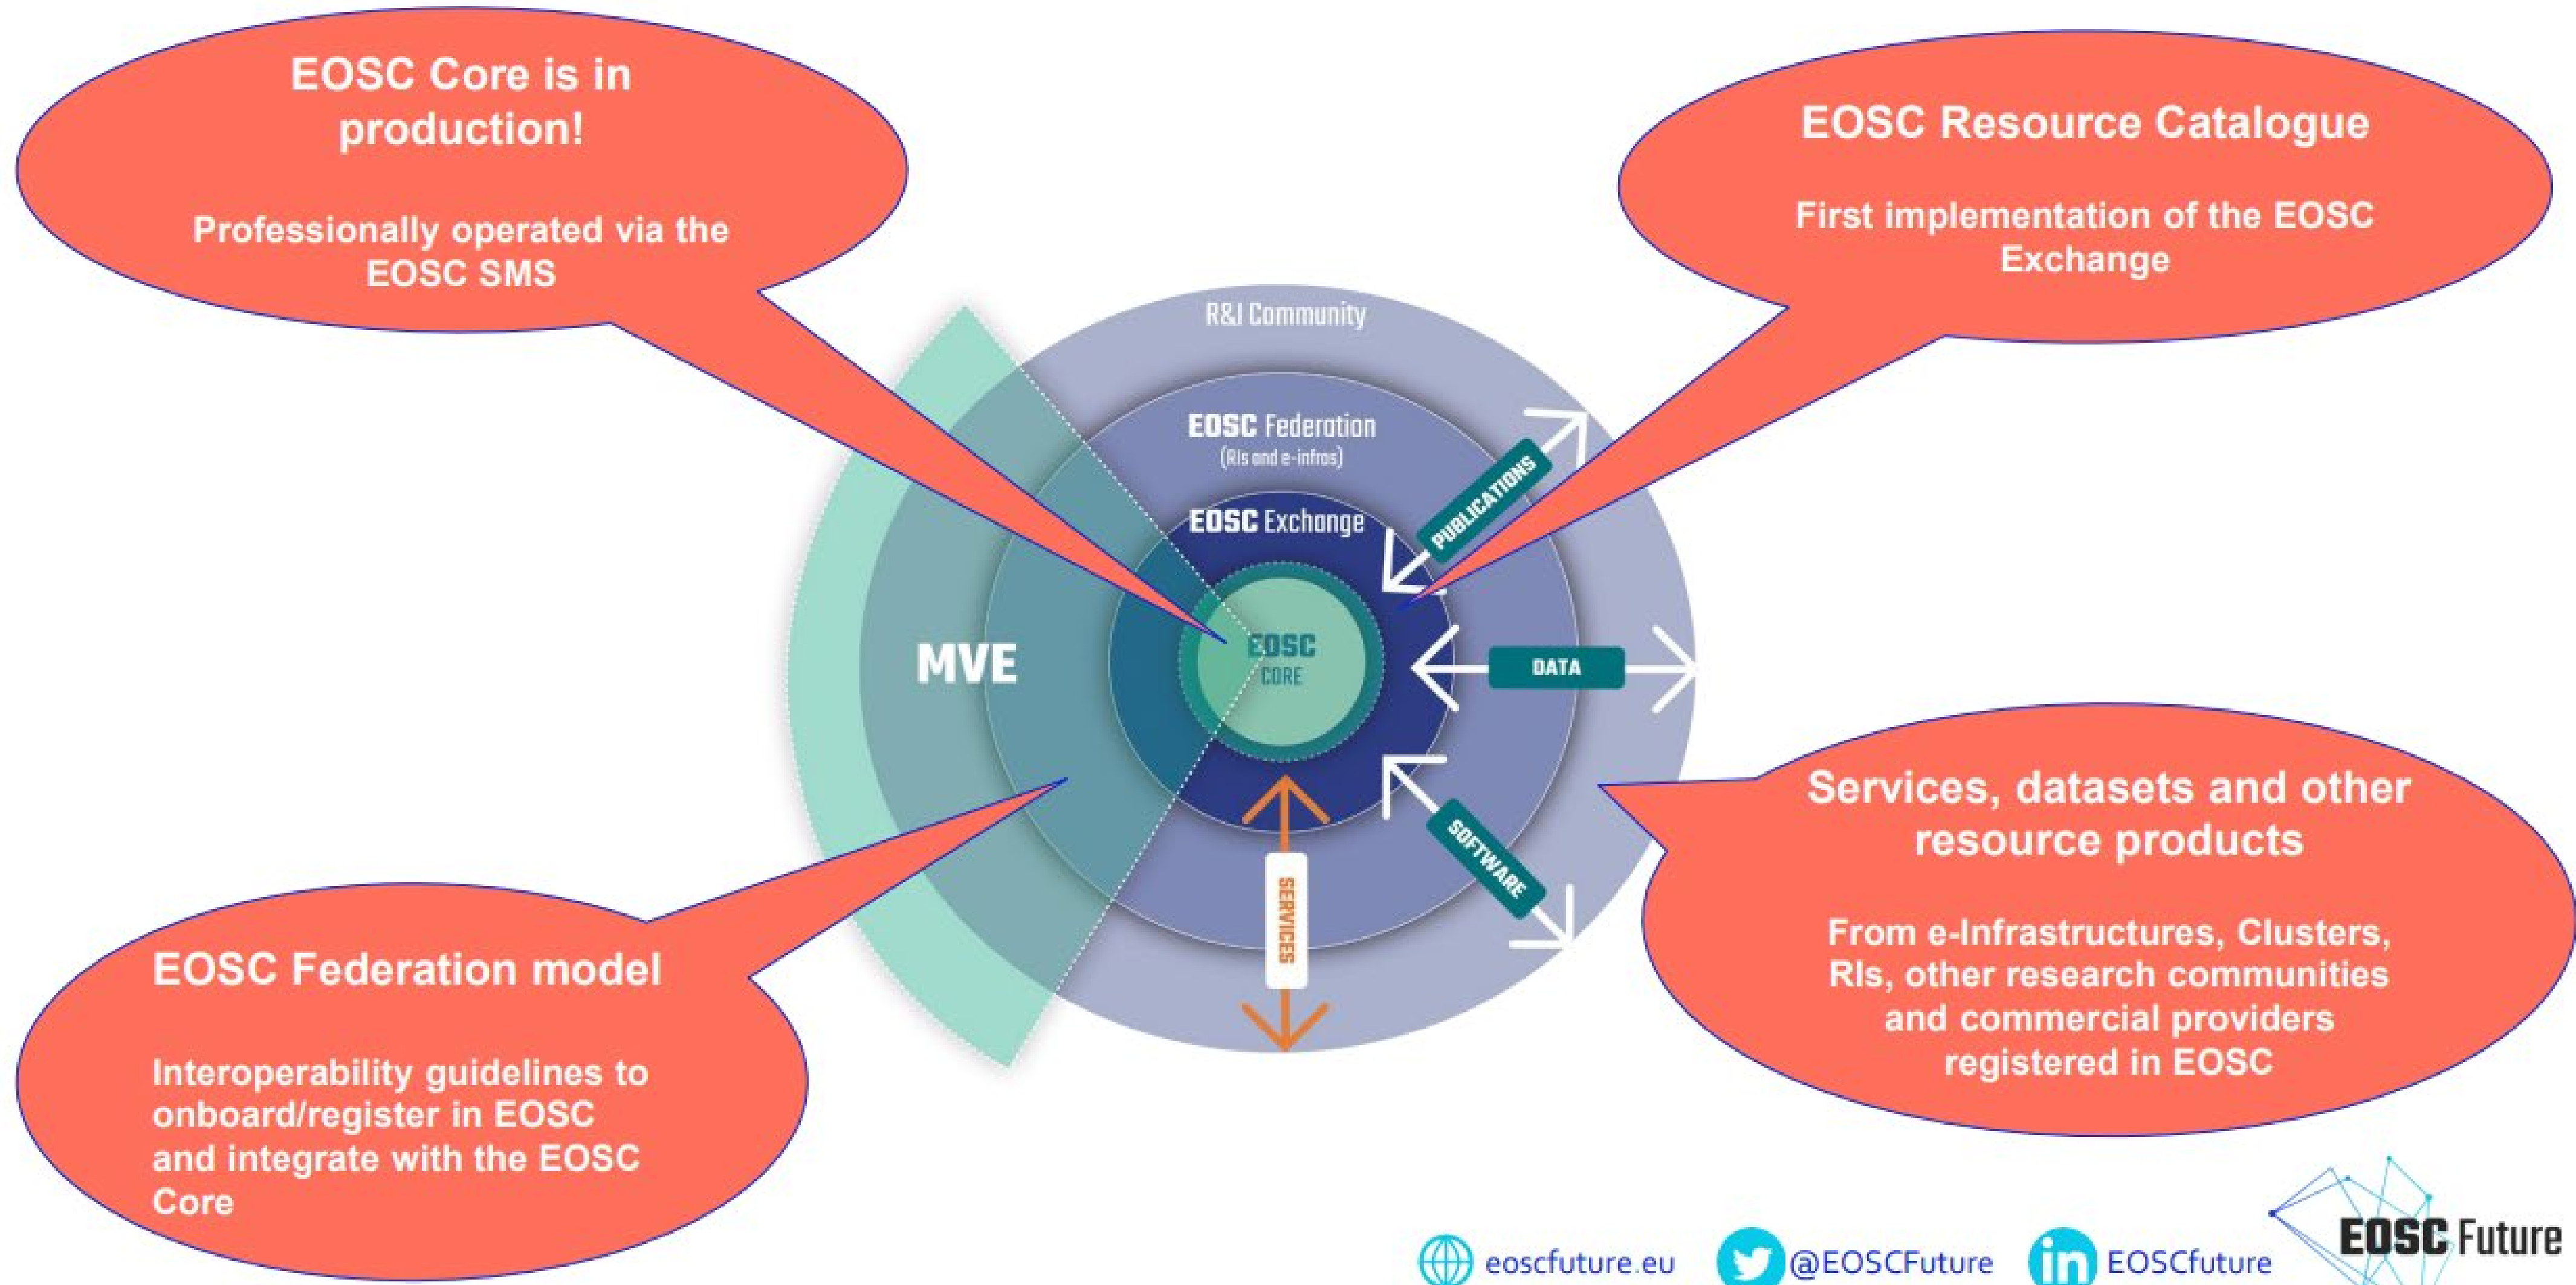 EOSC Core is in
production!
Professionally operated via the
EOSC SMS
EOSC Resource Catalogue
First implementation of the EOSC
Exchange
R&I Community
EOSC Federation
(RIs and e-infras)
EOSC Exchange
PUBLICATIONS
MVE
EOSC
CORE
DATA
SOFTWARE
SERVICES
Services, datasets and other
resource products
From e-Infrastructures, Clusters,
RIs, other research communities
and commercial providers
registered in EOSC
EOSC Federation model
Interoperability guidelines to
onboard/register in EOSC
and integrate with the EOSC
Core
eoscfuture.eu
@EOSCFuture
in EOSCfuture
EOSC Future